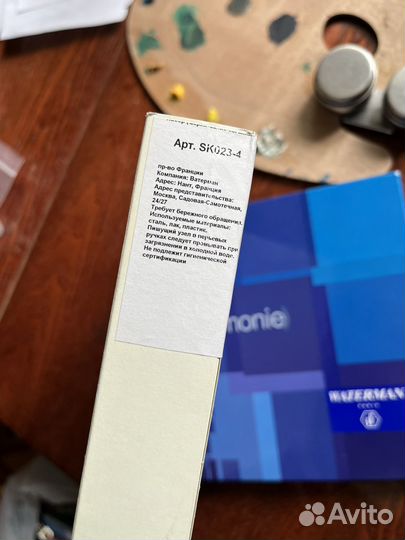 Арт. SK023-4
пр-во Франции
Компания: Ватерман
Адрес: Нант, Франция
Адрес представительства:
Москва, Садовая-Самотечная,
24/27
Требует бережного обращения.
Используемые материалы:
сталь, лак, пластик.
Пишущий узел в перьевых
ручках следует промывать при
загрязнении в холодной воде.
Не подлежит гигиенической
сертификации
monie)
WATERMAN
Avito